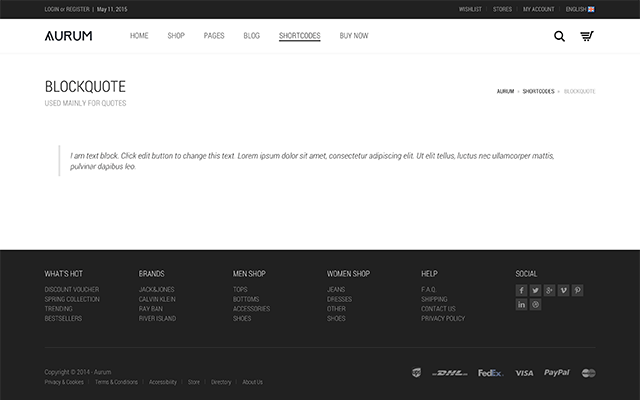 LOGIN or REGISTER | May 11, 2015
WISHLIST | STORES | MY ACCOUNT | ENGLISH
AURUM
HOME SHOP PAGES BLOG SHORTCODES BUY NOW
BLOCKQUOTE
USED MAINLY FOR QUOTES
AURUM » SHORTCODES » BLOCKQUOTE
I am text block. Click edit button to change this text. Lorem ipsum dolor sit amet, consectetur adipiscing elit. Ut elit tellus, luctus nec ullamcorper mattis,
pulvinar dapibus leo.
WHAT'S HOT
DISCOUNT VOUCHER
SPRING COLLECTION
TRENDING
BESTSELLERS
BRANDS
JACK&JONES
CALVIN KLEIN
RAY BAN
RIVER ISLAND
MEN SHOP
TOPS
BOTTOMS
ACCESSORIES
SHOES
WOMEN SHOP
JEANS
DRESSES
OTHER
SHOES
HELP
F.A.Q.
SHIPPING
CONTACT US
PRIVACY POLICY
SOCIAL
Copyright © 2014 - Aurum
Privacy & Cookies | Terms & Conditions | Accessibility | Store | Directory | About Us
DHL FedEx VISA PayPal